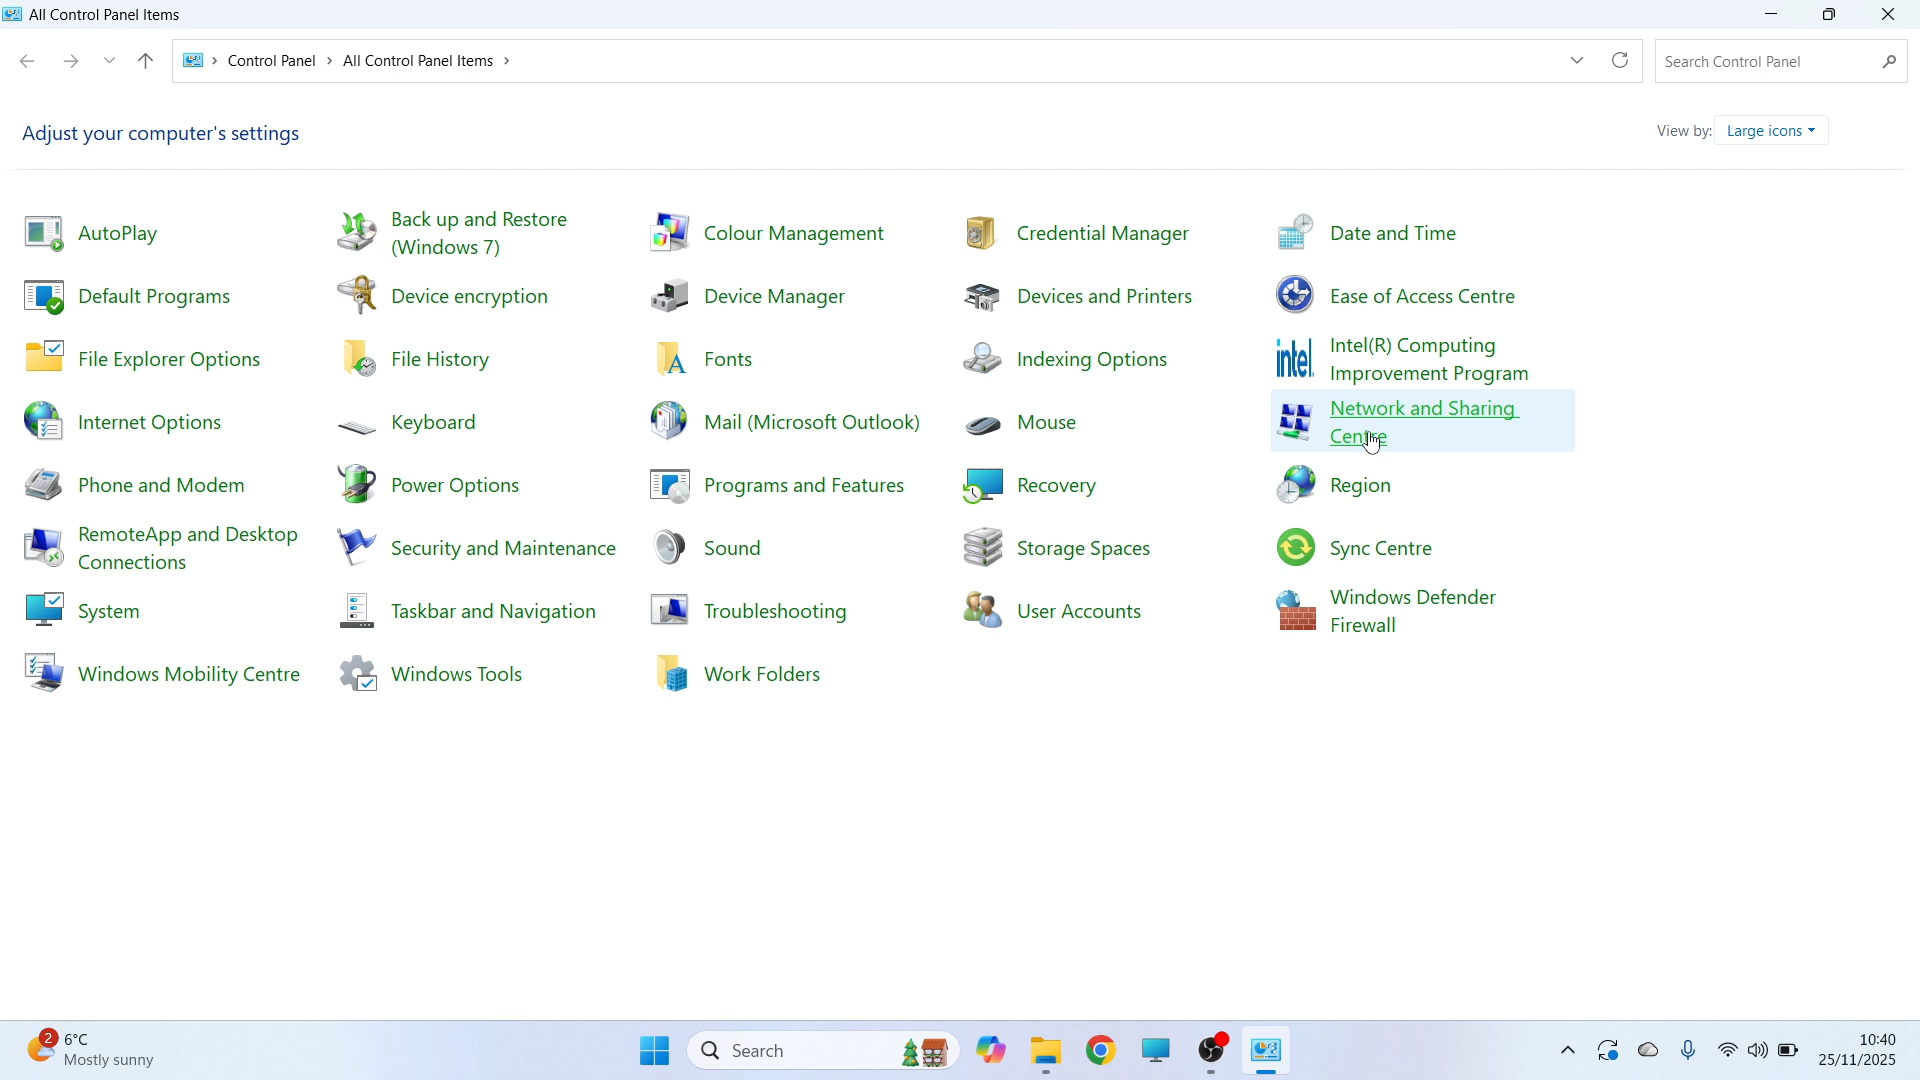 All Control Panel Items
Control Panel > All Control Panel Items >
Search Control Panel
Adjust your computer's settings
View by: Large icons
AutoPlay
Back up and Restore
(Windows 7)
Colour Management
Credential Manager
Date and Time
Default Programs
Device encryption
Device Manager
Devices and Printers
Ease of Access Centre
File Explorer Options
File History
Fonts
Indexing Options
intel.
Intel(R) Computing
Improvement Program
Internet Options
Keyboard
Mail (Microsoft Outlook)
Mouse
Network and Sharing
Centre
Phone and Modem
Power Options
Programs and Features
Recovery
Region
RemoteApp and Desktop
Connections
Security and Maintenance
Sound
Storage Spaces
Sync Centre
System
Taskbar and Navigation
Troubleshooting
User Accounts
Windows Defender
Firewall
Windows Mobility Centre
Windows Tools
Work Folders
2
6°C
Mostly sunny
Search
10:40
25/11/2025